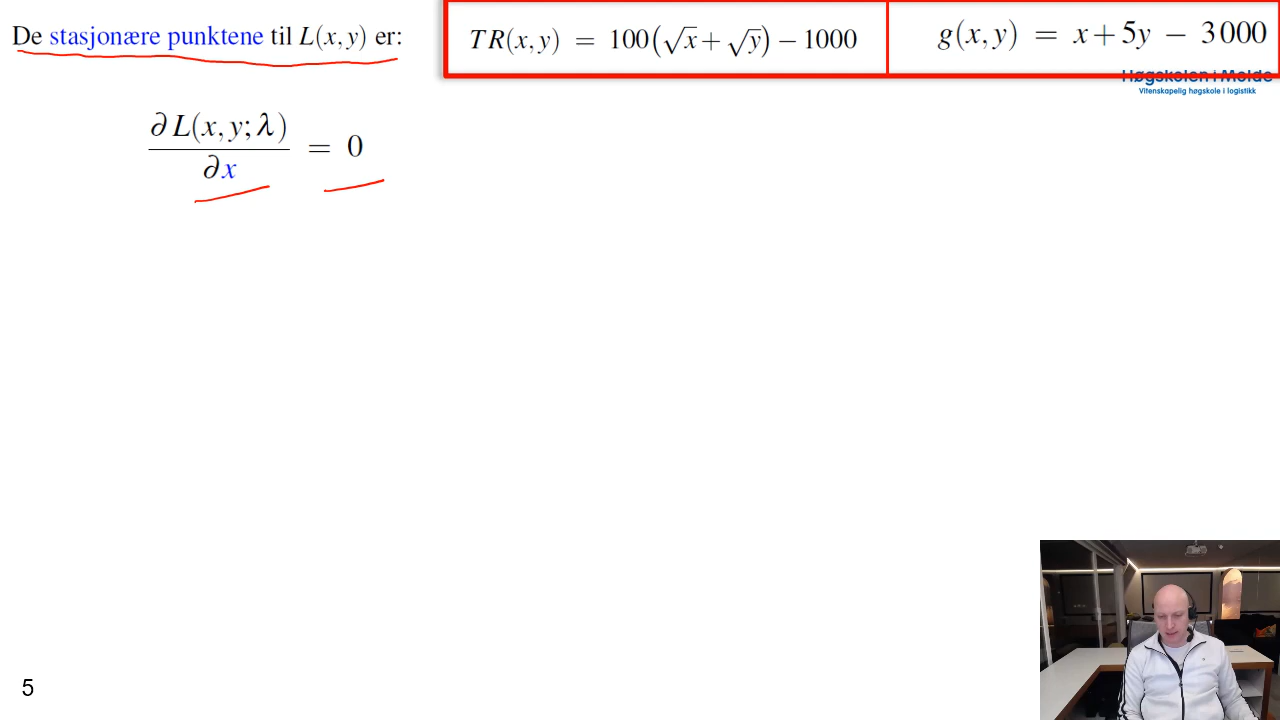 De stasjonære punktene til L(x,y) er:
TR(x,y) = 100(√x + √y) − 1000
g(x,y) = x + 5y − 3000
Høgskolen i Molde
Vitenskapelig høgskole i logistikk
∂L(x,y;λ)
∂x
= 0
5